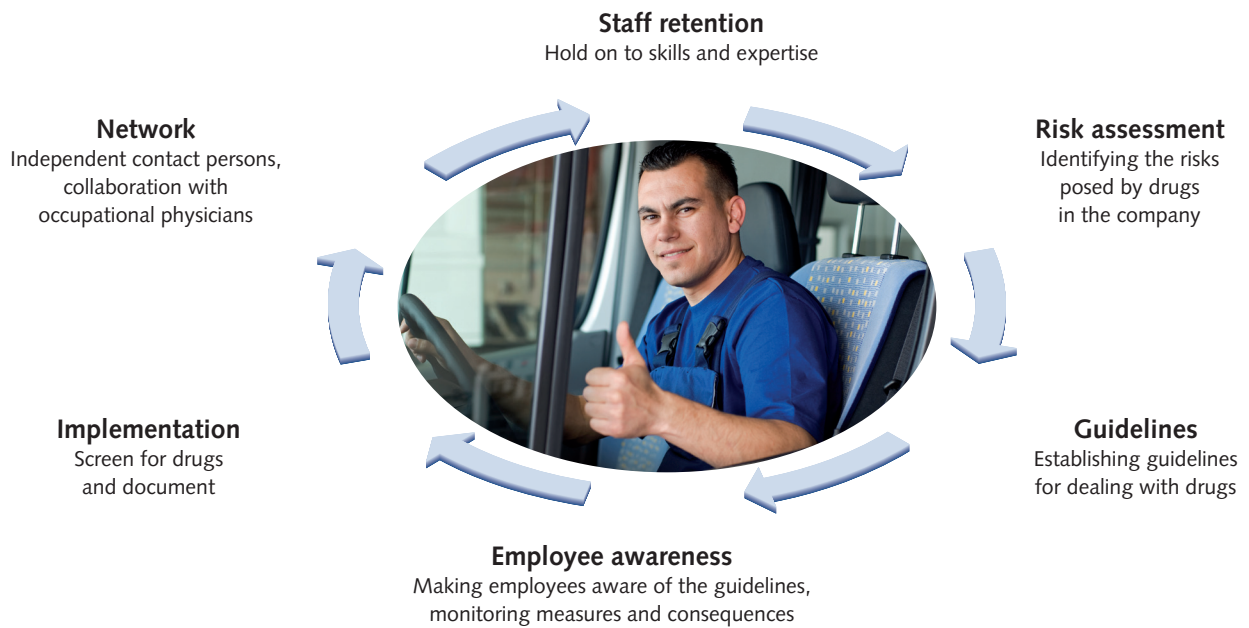 Staff retention
Hold on to skills and expertise
Network
Independent contact persons,
collaboration with
occupational physicians
Risk assessment
Identifying the risks
posed by drugs
in the company
Implementation
Screen for drugs
and document
Guidelines
Establishing guidelines
for dealing with drugs
Employee awareness
Making employees aware of the guidelines,
monitoring measures and consequences